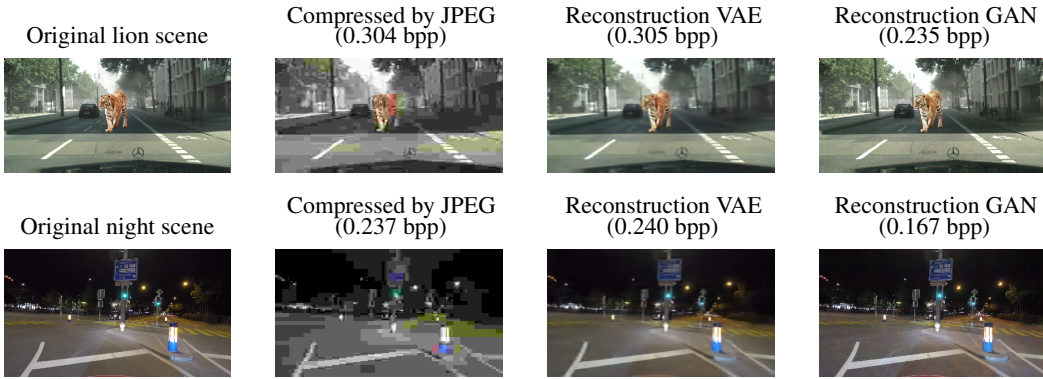 Original lion scene
Compressed by JPEG
(0.304 bpp)
Reconstruction VAE
(0.305 bpp)
Reconstruction GAN
(0.235 bpp)
Original night scene
Compressed by JPEG
(0.237 bpp)
Reconstruction VAE
(0.240 bpp)
Reconstruction GAN
(0.167 bpp)